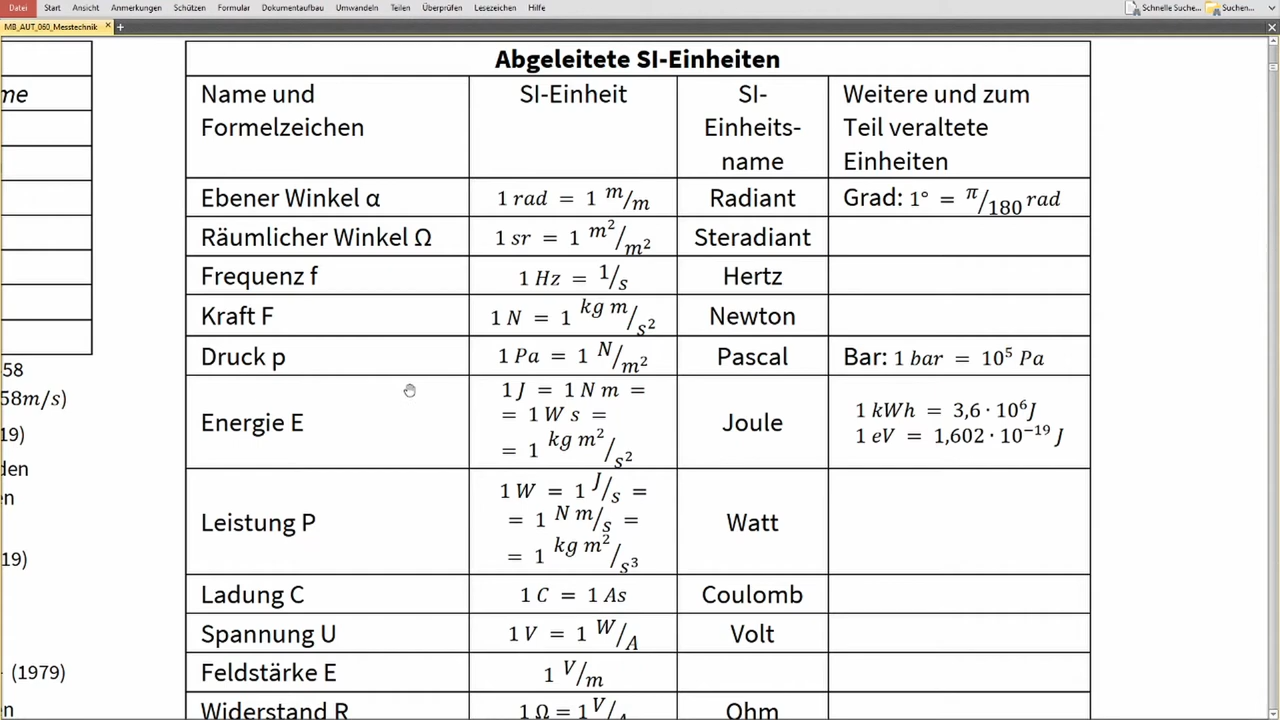 Datei Start Ansicht Anmerkungen Schützen Formular Dokumentaufbau Umwandeln Teilen Überprüfen Lesezeichen Hilfe Schnelle Suche... Suchen...
MB_AUT_060_Messtechnik × +
me
58
58m/s)
19)
den
en
19)
(1979)
en
Abgeleitete SI-Einheiten
Name und Formelzeichen SI-Einheit SI-Einheits-name Weitere und zum Teil veraltete Einheiten
Ebener Winkel α 1 rad = 1 m/m Radiant Grad: 1° = π/180 rad
Räumlicher Winkel Ω 1 sr = 1 m²/m² Steradiant
Frequenz f 1 Hz = 1/s Hertz
Kraft F 1 N = 1 kg m/s² Newton
Druck p 1 Pa = 1 N/m² Pascal Bar: 1 bar = 10⁵ Pa
Energie E 1 J = 1 N m = = 1 W s = = 1 kg m²/s² Joule 1 kWh = 3,6 · 10⁶J 1 eV = 1,602 · 10⁻¹⁹ J
Leistung P 1 W = 1 J/s = = 1 N m/s = = 1 kg m²/s³ Watt
Ladung C 1 C = 1 As Coulomb
Spannung U 1 V = 1 W/A Volt
Feldstärke E 1 V/m
Widerstand R 1 Ω = 1 V/A Ohm